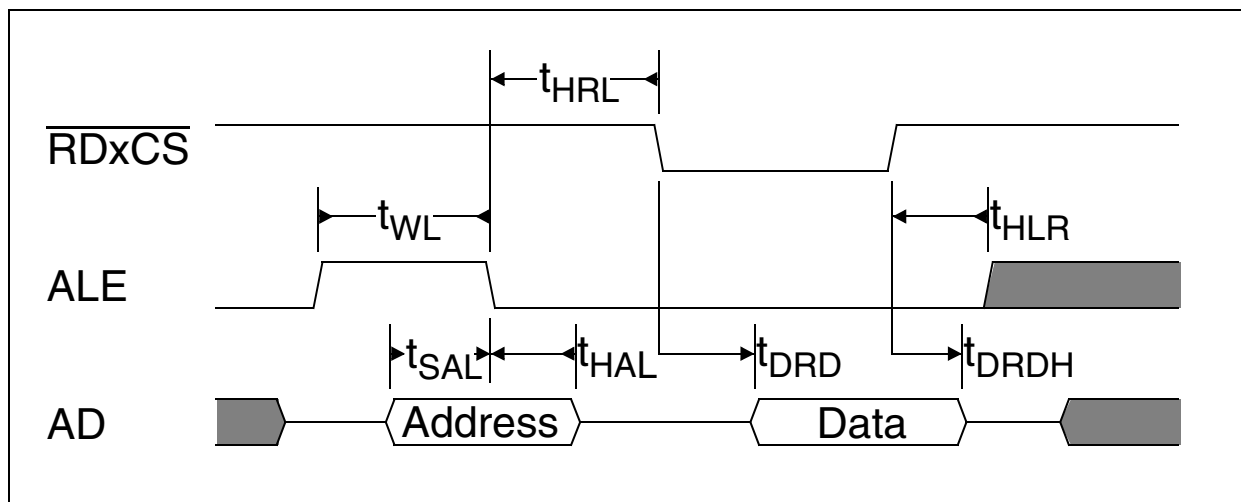 tHRL
RDxCS
tWL
tHLR
ALE
tSAL
tHAL
tDRD
tDRDH
AD
Address
Data